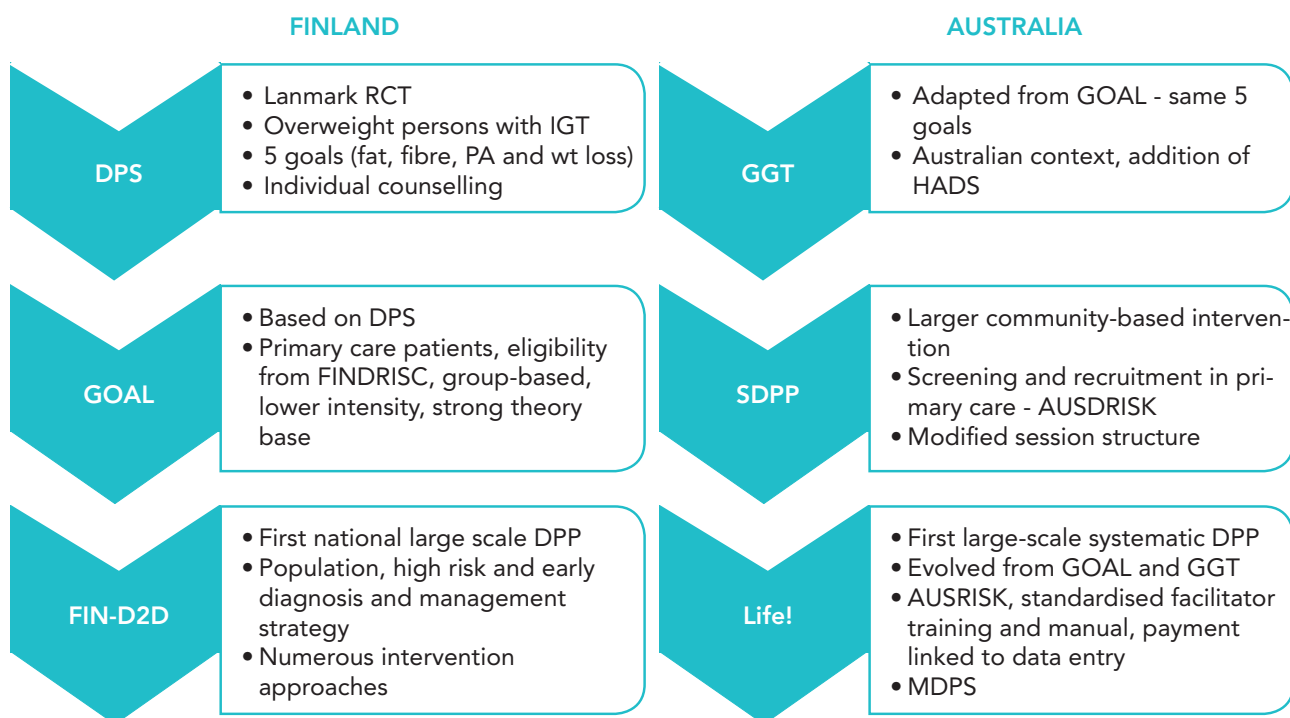 FINLAND
DPS
• Lanmark RCT
• Overweight persons with IGT
• 5 goals (fat, fibre, PA and wt loss)
• Individual counselling
GOAL
• Based on DPS
• Primary care patients, eligibility
from FINDRISC, group-based,
lower intensity, strong theory
base
FIN-D2D
• First national large scale DPP
• Population, high risk and early
diagnosis and management
strategy
• Numerous intervention
approaches
AUSTRALIA
GGT
• Adapted from GOAL - same 5
goals
• Australian context, addition of
HADS
SDPP
• Larger community-based interven-
tion
• Screening and recruitment in pri-
mary care - AUSDRISK
• Modified session structure
Life!
• First large-scale systematic DPP
• Evolved from GOAL and GGT
• AUSRISK, standardised facilitator
training and manual, payment
linked to data entry
• MDPS